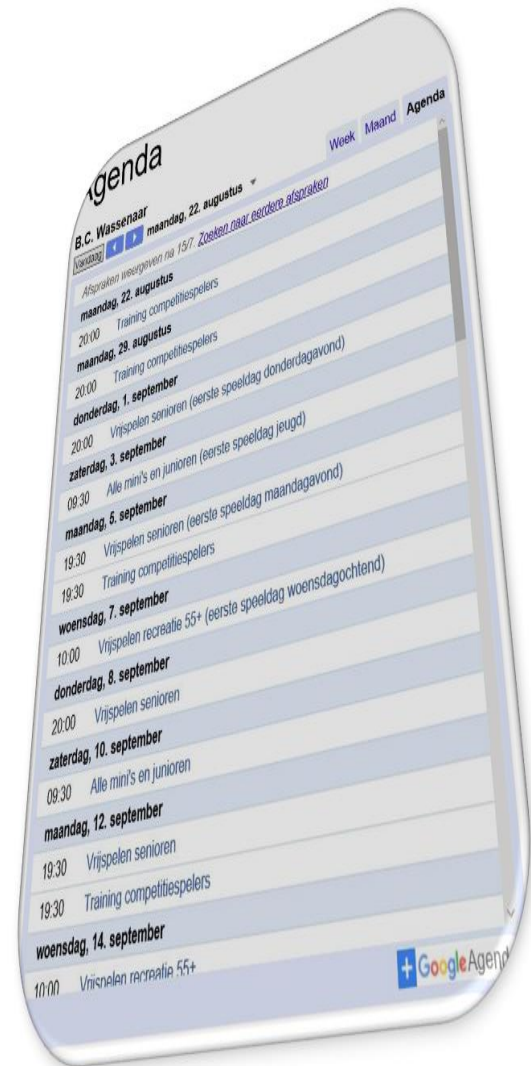 Agenda
B.C. Wassenaar
Vandaag maandag, 22. augustus Week Maand Agenda
Afspraken weergeven na 15/7. Zoeken naar eerdere afspraken
maandag, 22. augustus
20:00 Training competitiespelers
maandag, 29. augustus
20:00 Training competitiespelers
donderdag, 1. september
20:00 Vrijspelen senioren (eerste speeldag donderdagavond)
zaterdag, 3. september
09:30 Alle mini's en junioren (eerste speeldag jeugd)
maandag, 5. september
19:30 Vrijspelen senioren (eerste speeldag maandagavond)
19:30 Training competitiespelers
woensdag, 7. september
10:00 Vrijspelen recreatie 55+ (eerste speeldag woensdagochtend)
donderdag, 8. september
20:00 Vrijspelen senioren
zaterdag, 10. september
09:30 Alle mini's en junioren
maandag, 12. september
19:30 Vrijspelen senioren
19:30 Training competitiespelers
woensdag, 14. september
10:00 Vrijspelen recreatie 55+
Google Agend